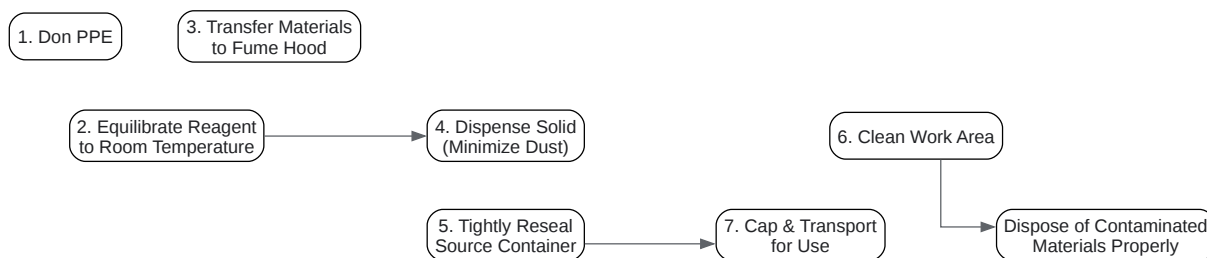 1. Don PPE
3. Transfer Materials
to Fume Hood
2. Equilibrate Reagent
to Room Temperature
4. Dispense Solid
(Minimize Dust)
6. Clean Work Area
5. Tightly Reseal
Source Container
7. Cap & Transport
for Use
Dispose of Contaminated
Materials Properly